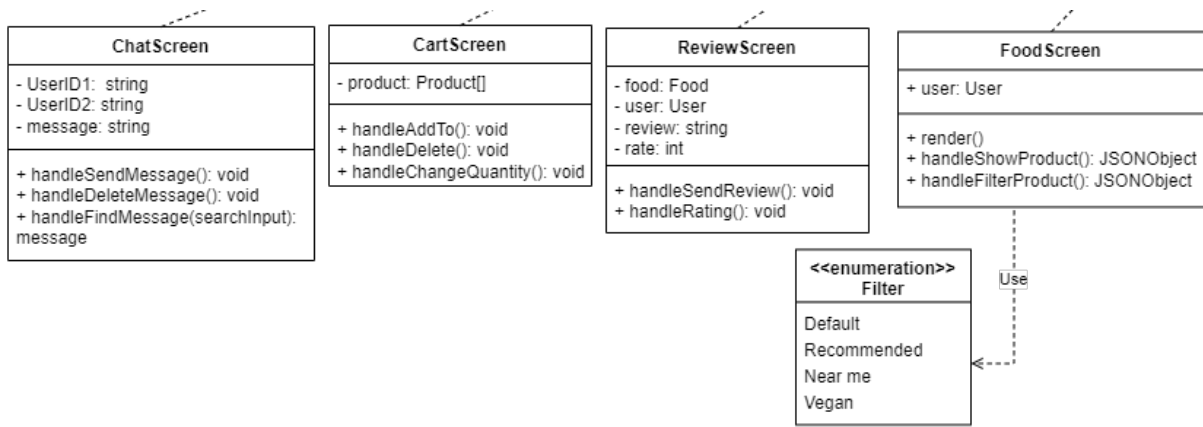 ChatScreen
- UserID1: string
- UserID2: string
- message: string
+ handleSendMessage(): void
+ handleDeleteMessage(): void
+ handleFindMessage(searchInput):
message
CartScreen
- product: Product[]
+ handleAddTo(): void
+ handleDelete(): void
+ handleChangeQuantity(): void
ReviewScreen
- food: Food
- user: User
- review: string
- rate: int
+ handleSendReview(): void
+ handleRating(): void
FoodScreen
+ user: User
+ render()
+ handleShowProduct(): JSONObject
+ handleFilterProduct(): JSONObject
Use
<<enumeration>>
Filter
Default
Recommended
Near me
Vegan